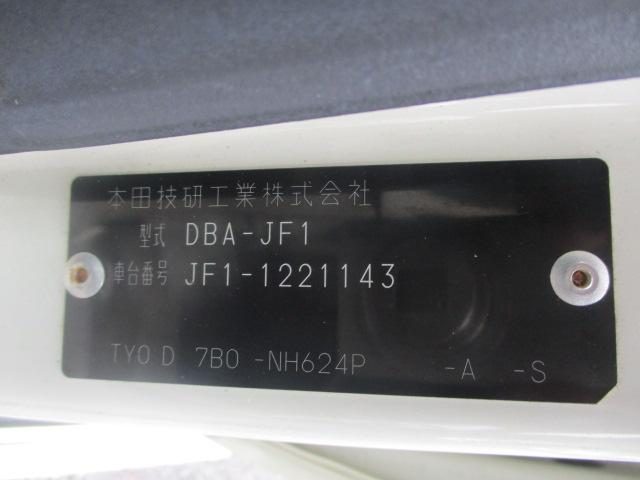 本田技研工業株式会社
型式 DBA-JF1
車台番号 JF1-1221143
TY0 D 7B0 -NH624P -A -S